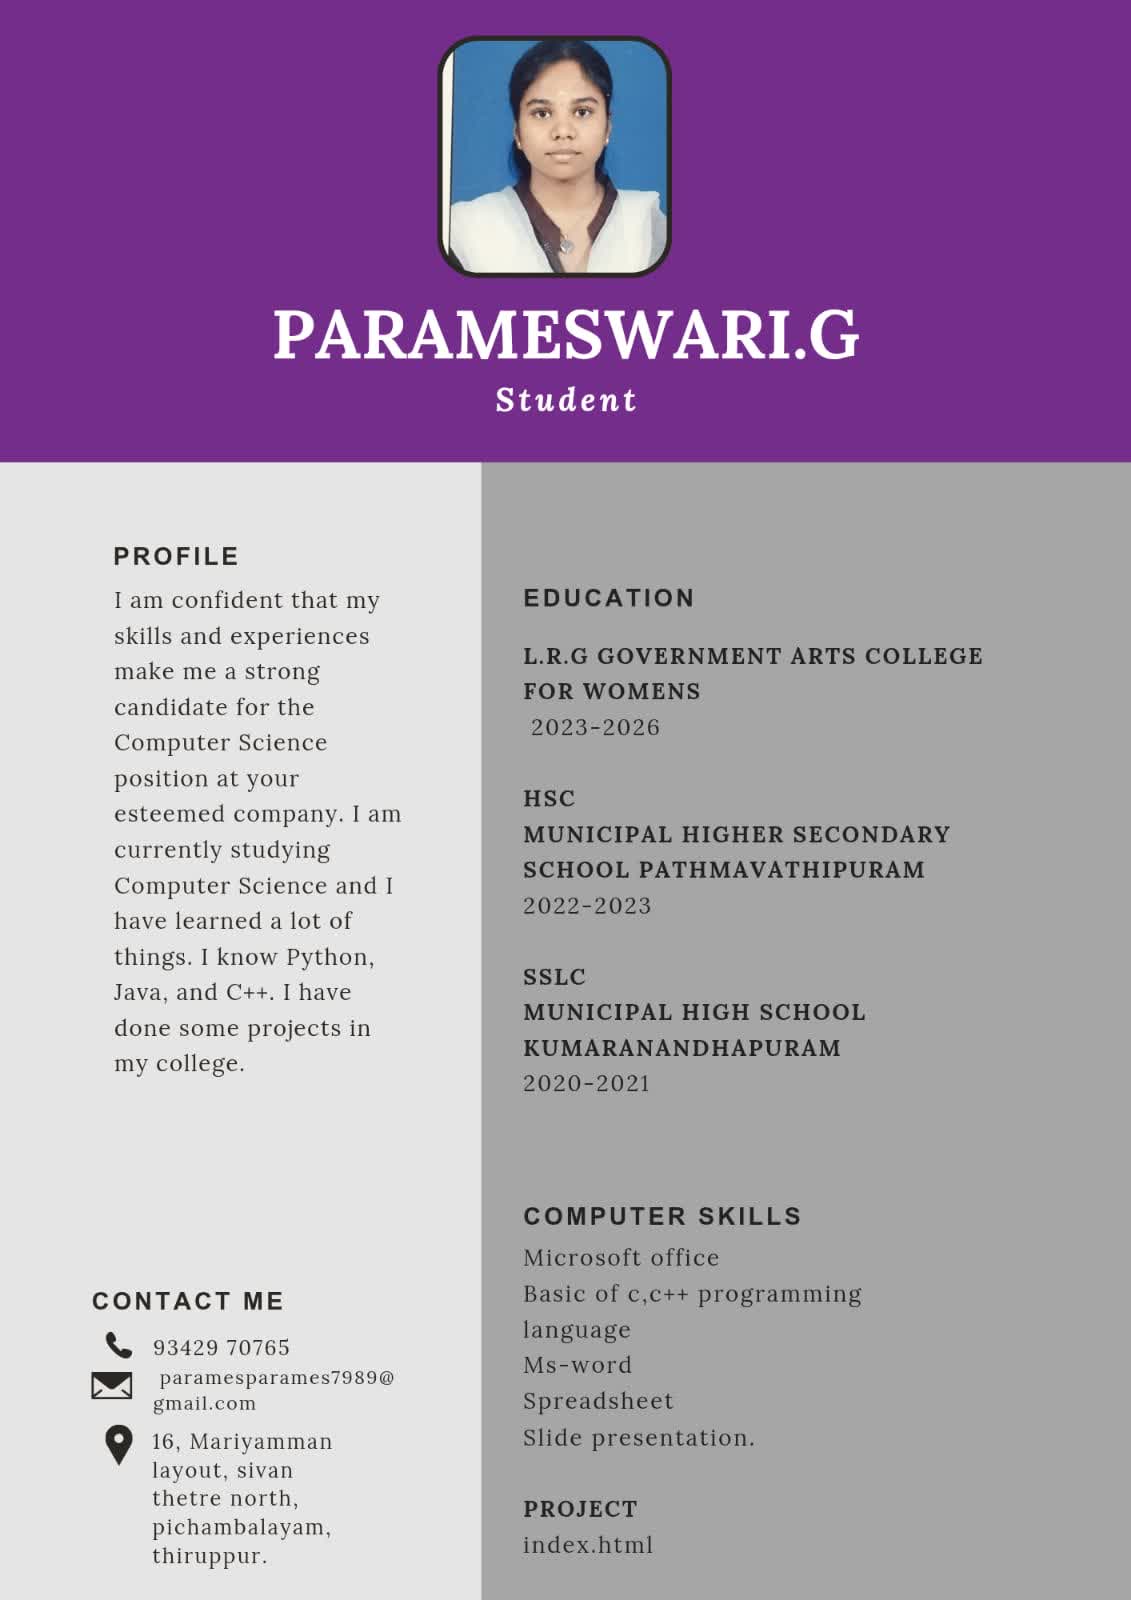 PARAMESWARI.G
Student
PROFILE
I am confident that my
skills and experiences
make me a strong
candidate for the
Computer Science
position at your
esteemed company. I am
currently studying
Computer Science and I
have learned a lot of
things. I know Python,
Java, and C++. I have
done some projects in
my college.
CONTACT ME
93429 70765
paramesparames7989@
gmail.com
16, Mariyamman
layout, sivan
thetre north,
pichambalayam,
thiruppur.
EDUCATION
L.R.G GOVERNMENT ARTS COLLEGE
FOR WOMENS
2023-2026
HSC
MUNICIPAL HIGHER SECONDARY
SCHOOL PATHMAVATHIPURAM
2022-2023
SSLC
MUNICIPAL HIGH SCHOOL
KUMARANANDHAPURAM
2020-2021
COMPUTER SKILLS
Microsoft office
Basic of c,c++ programming
language
Ms-word
Spreadsheet
Slide presentation.
PROJECT
index.html